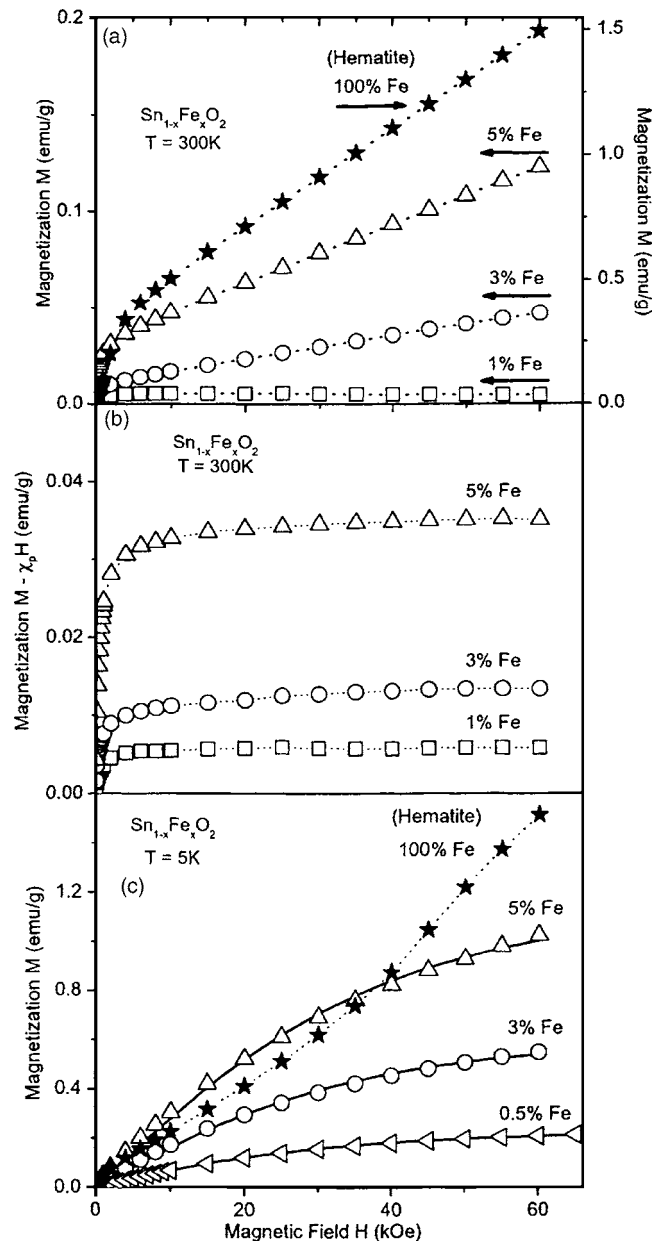 (a)
0.2
(Hematite)
100% Fe
1.5
Sn1-xFexO2
T = 300K
5% Fe
Magnetization M (emu/g)
0.1
1.0
Magnetization M (emu/g)
3% Fe
0.5
1% Fe
0.0
0.0
(b)
Sn1-xFexO2
T = 300K
0.04
5% Fe
Magnetization M - χpH (emu/g)
0.02
3% Fe
1% Fe
0.00
Sn1-xFexO2
T = 5K
(Hematite)
100% Fe
(c)
1.2
5% Fe
Magnetization M (emu/g)
0.8
3% Fe
0.4
0.5% Fe
0.0
0 20 40 60
Magnetic Field H (kOe)